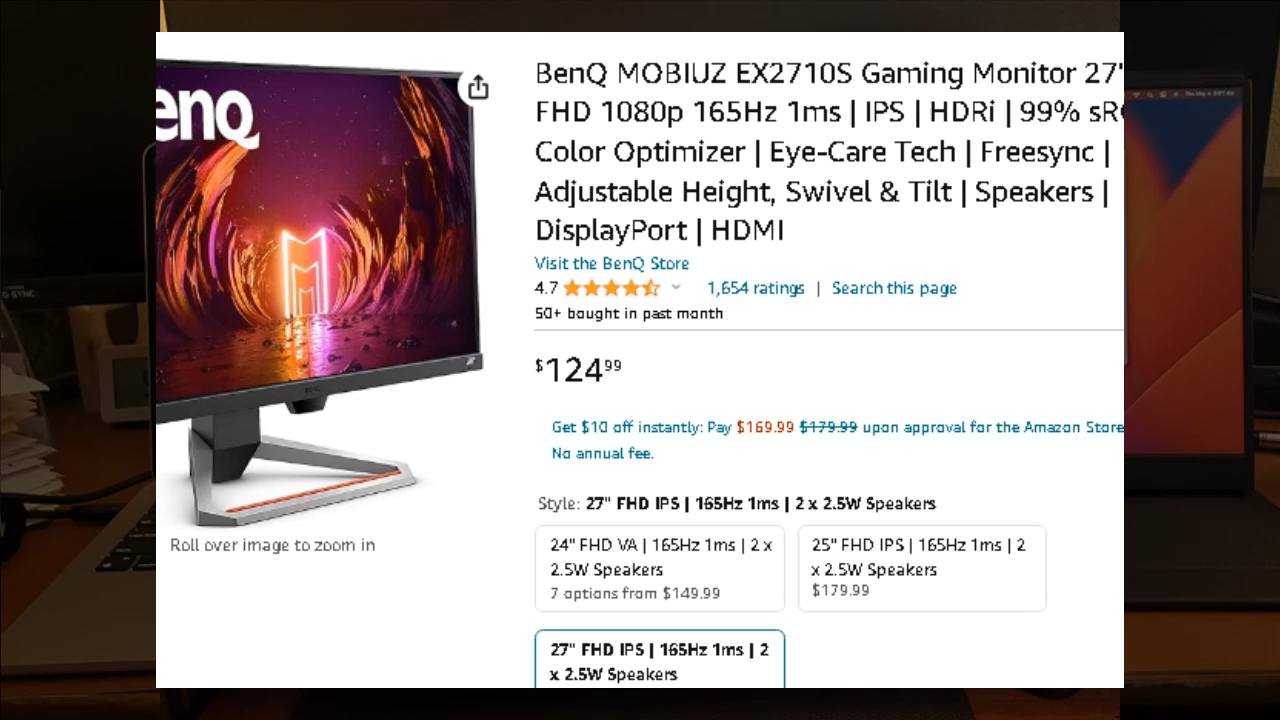 enQ
BenQ MOBIUZ EX2710S Gaming Monitor 27"
FHD 1080p 165Hz 1ms | IPS | HDRi | 99% sR
Color Optimizer | Eye-Care Tech | Freesync |
Adjustable Height, Swivel & Tilt | Speakers |
DisplayPort | HDMI
Visit the BenQ Store
4.7 1,654 ratings | Search this page
50+ bought in past month
$124 99
Get $10 off instantly: Pay $169.99 $179.99 upon approval for the Amazon Store
No annual fee.
Style: 27" FHD IPS | 165Hz 1ms | 2 x 2.5W Speakers
24" FHD VA | 165Hz 1ms | 2 x
2.5W Speakers
7 options from $149.99
25" FHD IPS | 165Hz 1ms | 2
x 2.5W Speakers
$179.99
Roll over image to zoom in
27" FHD IPS | 165Hz 1ms | 2
x 2.5W Speakers
G-SYNC